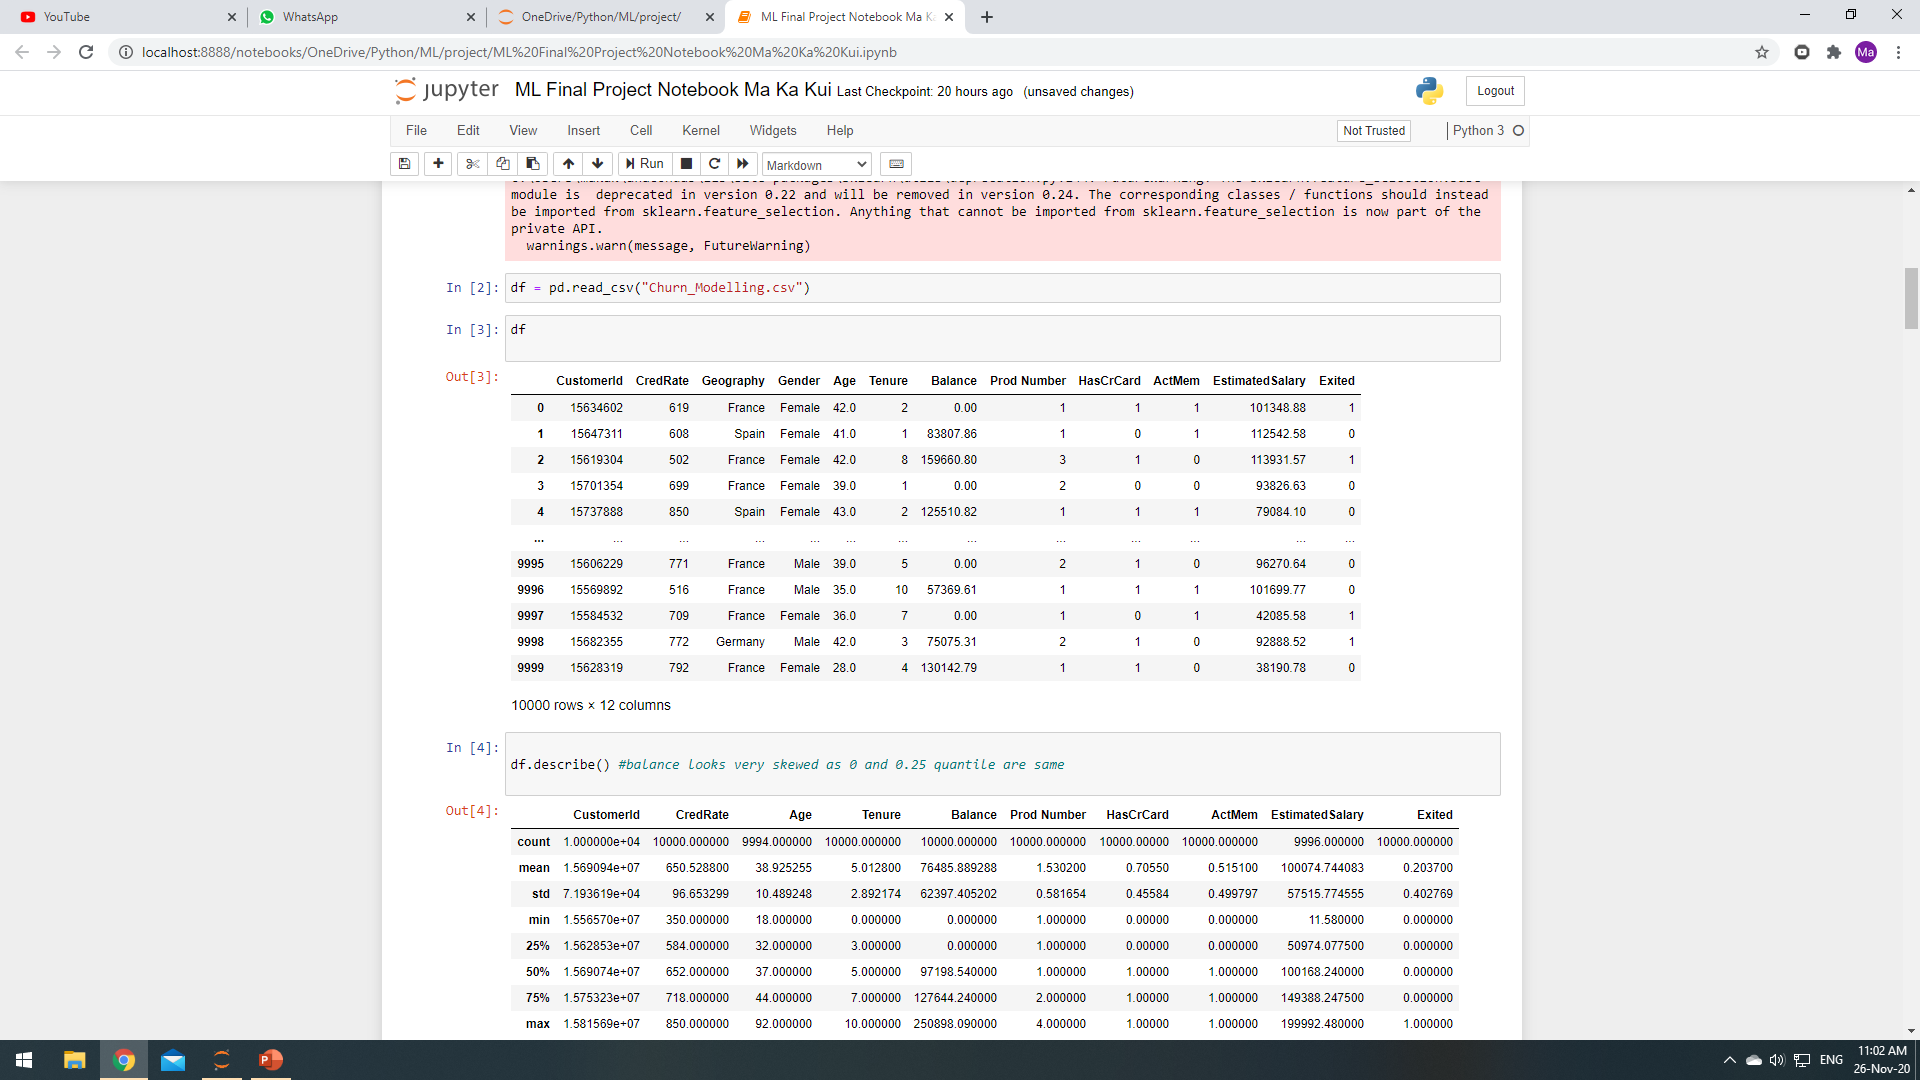 YouTube
WhatsApp
OneDrive/Python/ML/project/
ML Final Project Notebook Ma K
localhost:8888/notebooks/OneDrive/Python/ML/project/ML%20Final%20Project%20Notebook%20Ma%20Ka%20Kui.ipynb
Ma
jupyter ML Final Project Notebook Ma Ka Kui Last Checkpoint: 20 hours ago (unsaved changes)
Logout
File Edit View Insert Cell Kernel Widgets Help
Not Trusted
Python 3
Run
Markdown
module is  deprecated in version 0.22 and will be removed in version 0.24. The corresponding classes / functions should instead
be imported from sklearn.feature_selection. Anything that cannot be imported from sklearn.feature_selection is now part of the
private API.
  warnings.warn(message, FutureWarning)
In [2]: df = pd.read_csv("Churn_Modelling.csv")
In [3]: df
Out[3]:
CustomerId CredRate Geography Gender Age Tenure Balance Prod Number HasCrCard ActMem EstimatedSalary Exited
0 15634602 619 France Female 42.0 2 0.00 1 1 1 101348.88 1
1 15647311 608 Spain Female 41.0 1 83807.86 1 0 1 112542.58 0
2 15619304 502 France Female 42.0 8 159660.80 3 1 0 113931.57 1
3 15701354 699 France Female 39.0 1 0.00 2 0 0 93826.63 0
4 15737888 850 Spain Female 43.0 2 125510.82 1 1 1 79084.10 0
... ... ... ... ... ... ... ... ... ... ... ... ...
9995 15606229 771 France Male 39.0 5 0.00 2 1 0 96270.64 0
9996 15569892 516 France Male 35.0 10 57369.61 1 1 1 101699.77 0
9997 15584532 709 France Female 36.0 7 0.00 1 0 1 42085.58 1
9998 15682355 772 Germany Male 42.0 3 75075.31 2 1 0 92888.52 1
9999 15628319 792 France Female 28.0 4 130142.79 1 1 0 38190.78 0
10000 rows × 12 columns
In [4]:
df.describe() #balance looks very skewed as 0 and 0.25 quantile are same
Out[4]:
CustomerId CredRate Age Tenure Balance Prod Number HasCrCard ActMem EstimatedSalary Exited
count 1.000000e+04 10000.000000 9994.000000 10000.000000 10000.000000 10000.000000 10000.00000 10000.000000 9996.000000 10000.000000
mean 1.569094e+07 650.528800 38.925255 5.012800 76485.889288 1.530200 0.70550 0.515100 100074.744083 0.203700
std 7.193619e+04 96.653299 10.489248 2.892174 62397.405202 0.581654 0.45584 0.499797 57515.774555 0.402769
min 1.556570e+07 350.000000 18.000000 0.000000 0.000000 1.000000 0.00000 0.000000 11.580000 0.000000
25% 1.562853e+07 584.000000 32.000000 3.000000 0.000000 1.000000 0.00000 0.000000 50974.077500 0.000000
50% 1.569074e+07 652.000000 37.000000 5.000000 97198.540000 1.000000 1.00000 1.000000 100168.240000 0.000000
75% 1.575323e+07 718.000000 44.000000 7.000000 127644.240000 2.000000 1.00000 1.000000 149388.247500 0.000000
max 1.581569e+07 850.000000 92.000000 10.000000 250898.090000 4.000000 1.00000 1.000000 199992.480000 1.000000
ENG
11:02 AM
26-Nov-20